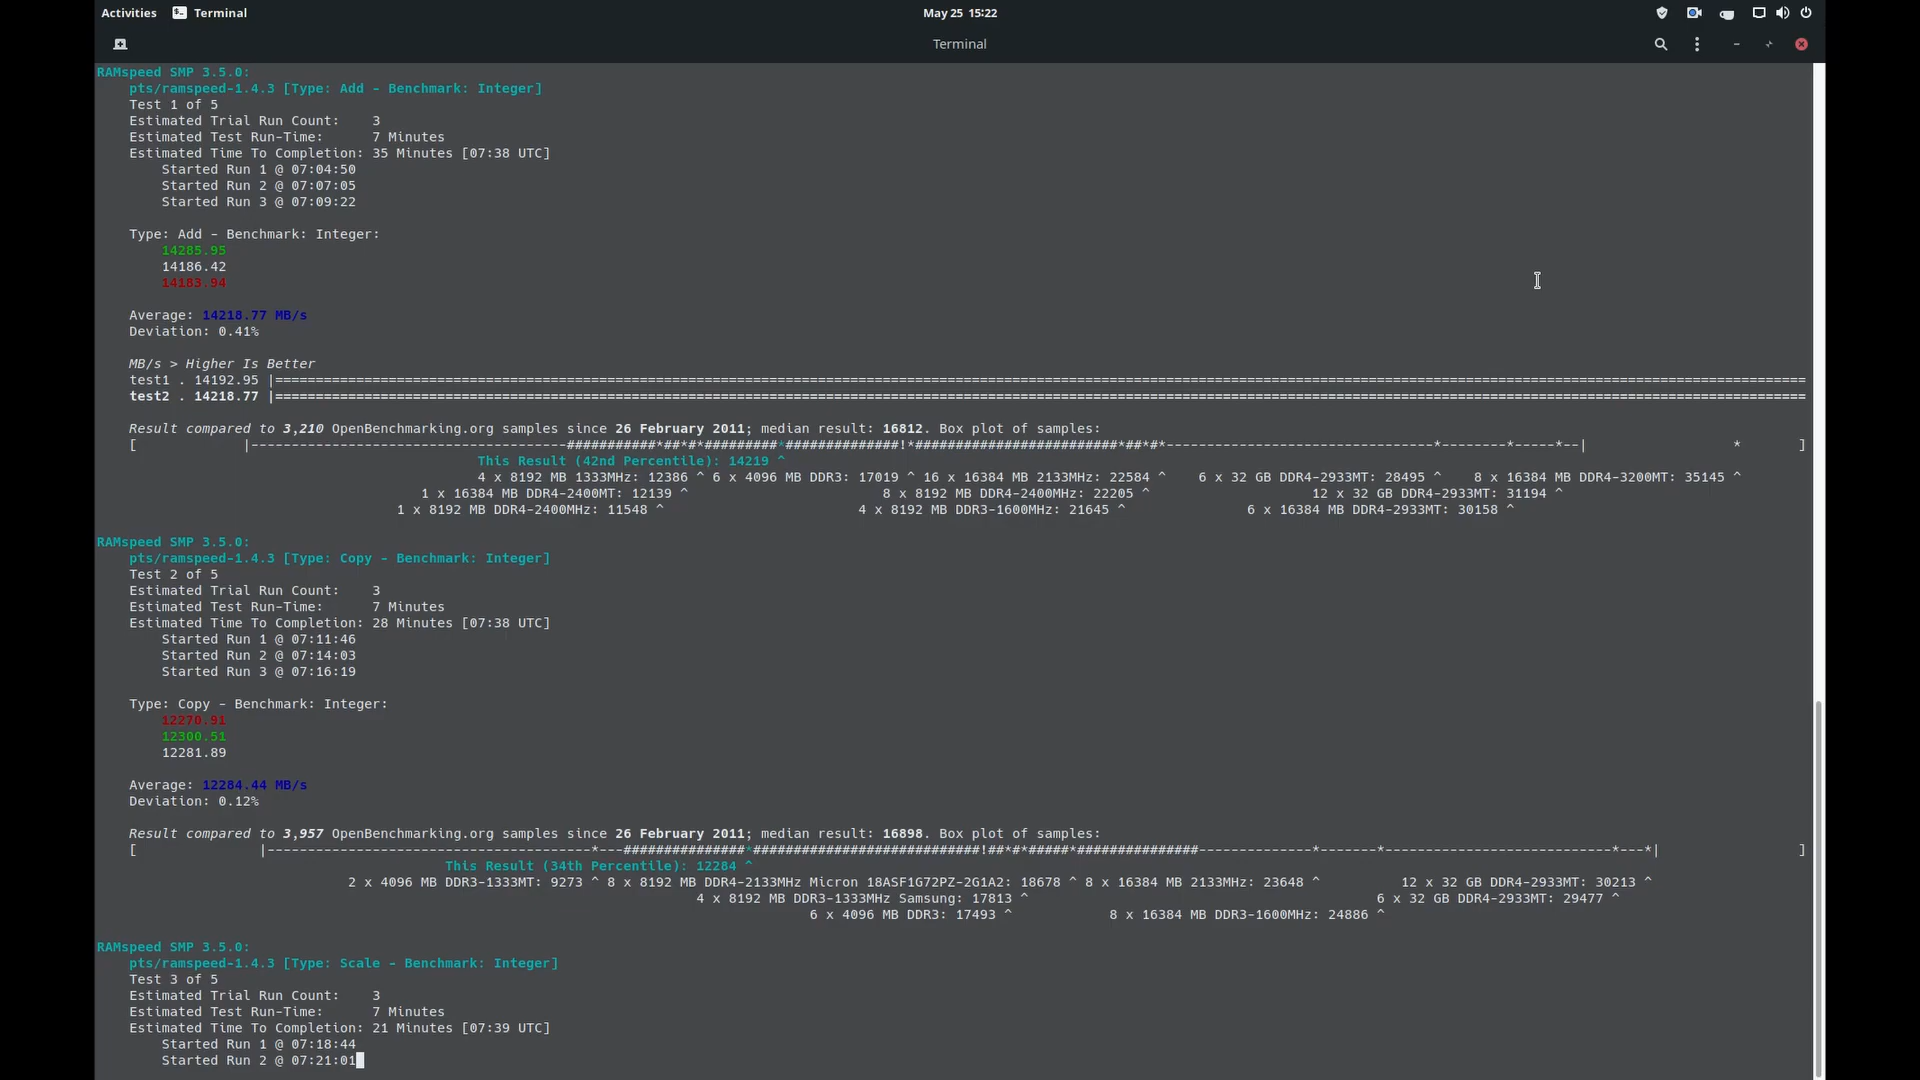 Activities Terminal May 25 15:22
Terminal
RAMspeed SMP 3.5.0:
pts/ramspeed-1.4.3 [Type: Add - Benchmark: Integer]
Test 1 of 5
Estimated Trial Run Count: 3
Estimated Test Run-Time: 7 Minutes
Estimated Time To Completion: 35 Minutes [07:38 UTC]
Started Run 1 @ 07:04:50
Started Run 2 @ 07:07:05
Started Run 3 @ 07:09:22
Type: Add - Benchmark: Integer:
14285.95
14186.42
14183.94
Average: 14218.77 MB/s
Deviation: 0.41%
MB/s > Higher Is Better
test1 . 14192.95 |
test2 . 14218.77 |
Result compared to 3,210 OpenBenchmarking.org samples since 26 February 2011; median result: 16812. Box plot of samples:
This Result (42nd Percentile): 14219 ^
4 x 8192 MB 1333MHz: 12386 ^ 6 x 4096 MB DDR3: 17019 ^ 16 x 16384 MB 2133MHz: 22584 ^ 6 x 32 GB DDR4-2933MT: 28495 ^ 8 x 16384 MB DDR4-3200MT: 35145 ^
1 x 16384 MB DDR4-2400MT: 12139 ^ 8 x 8192 MB DDR4-2400MHz: 22205 ^ 12 x 32 GB DDR4-2933MT: 31194 ^
1 x 8192 MB DDR4-2400MHz: 11548 ^ 4 x 8192 MB DDR3-1600MHz: 21645 ^ 6 x 16384 MB DDR4-2933MT: 30158 ^
RAMspeed SMP 3.5.0:
pts/ramspeed-1.4.3 [Type: Copy - Benchmark: Integer]
Test 2 of 5
Estimated Trial Run Count: 3
Estimated Test Run-Time: 7 Minutes
Estimated Time To Completion: 28 Minutes [07:38 UTC]
Started Run 1 @ 07:11:46
Started Run 2 @ 07:14:03
Started Run 3 @ 07:16:19
Type: Copy - Benchmark: Integer:
12270.91
12300.51
12281.89
Average: 12284.44 MB/s
Deviation: 0.12%
Result compared to 3,957 OpenBenchmarking.org samples since 26 February 2011; median result: 16898. Box plot of samples:
This Result (34th Percentile): 12284 ^
2 x 4096 MB DDR3-1333MT: 9273 ^ 8 x 8192 MB DDR4-2133MHz Micron 18ASF1G72PZ-2G1A2: 18678 ^ 8 x 16384 MB 2133MHz: 23648 ^ 12 x 32 GB DDR4-2933MT: 30213 ^
4 x 8192 MB DDR3-1333MHz Samsung: 17813 ^ 6 x 32 GB DDR4-2933MT: 29477 ^
6 x 4096 MB DDR3: 17493 ^ 8 x 16384 MB DDR3-1600MHz: 24886 ^
RAMspeed SMP 3.5.0:
pts/ramspeed-1.4.3 [Type: Scale - Benchmark: Integer]
Test 3 of 5
Estimated Trial Run Count: 3
Estimated Test Run-Time: 7 Minutes
Estimated Time To Completion: 21 Minutes [07:39 UTC]
Started Run 1 @ 07:18:44
Started Run 2 @ 07:21:01